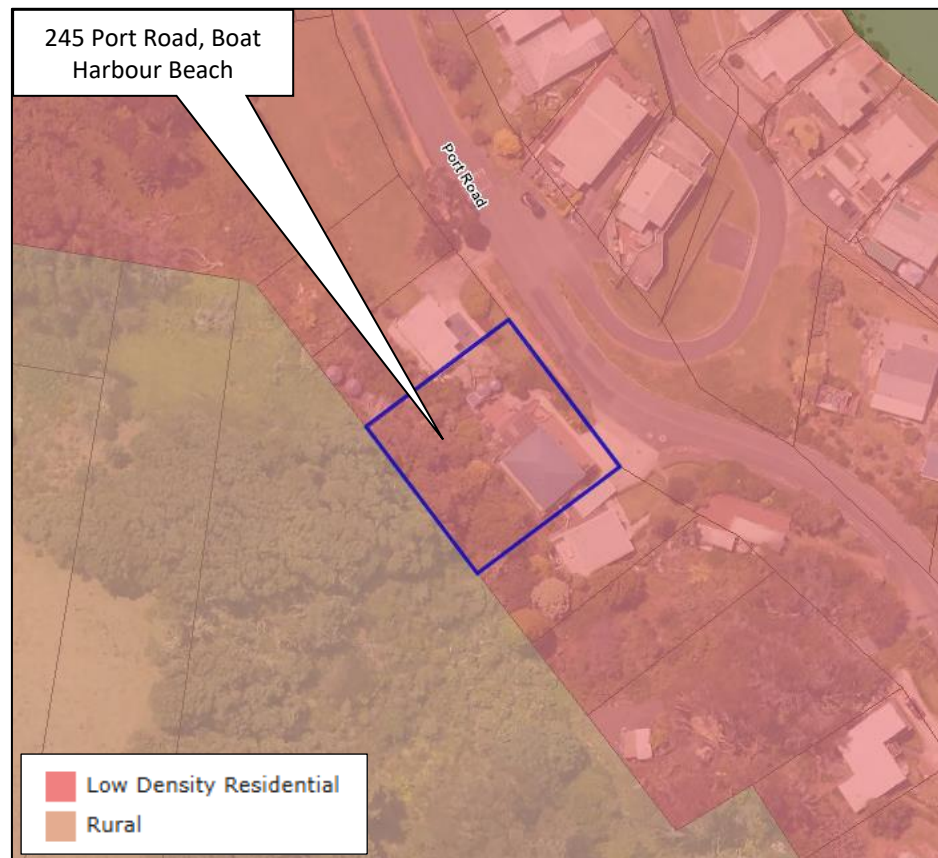 245 Port Road, Boat
Harbour Beach
Port Road
Low Density Residential
Rural